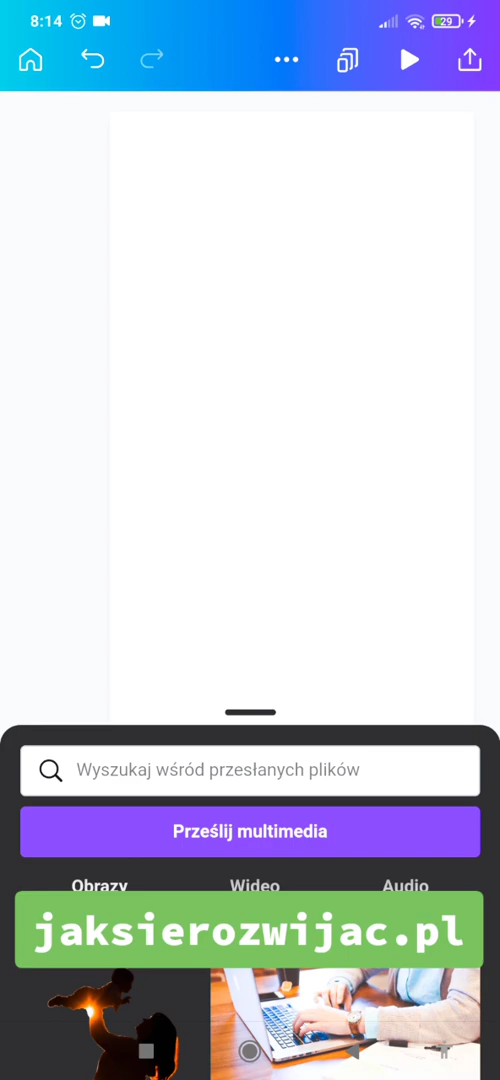 8:14
29
Wyszukaj wśród przesłanych plików
Prześlij multimedia
Obrazy Wideo Audio
jaksierozwijac.pl